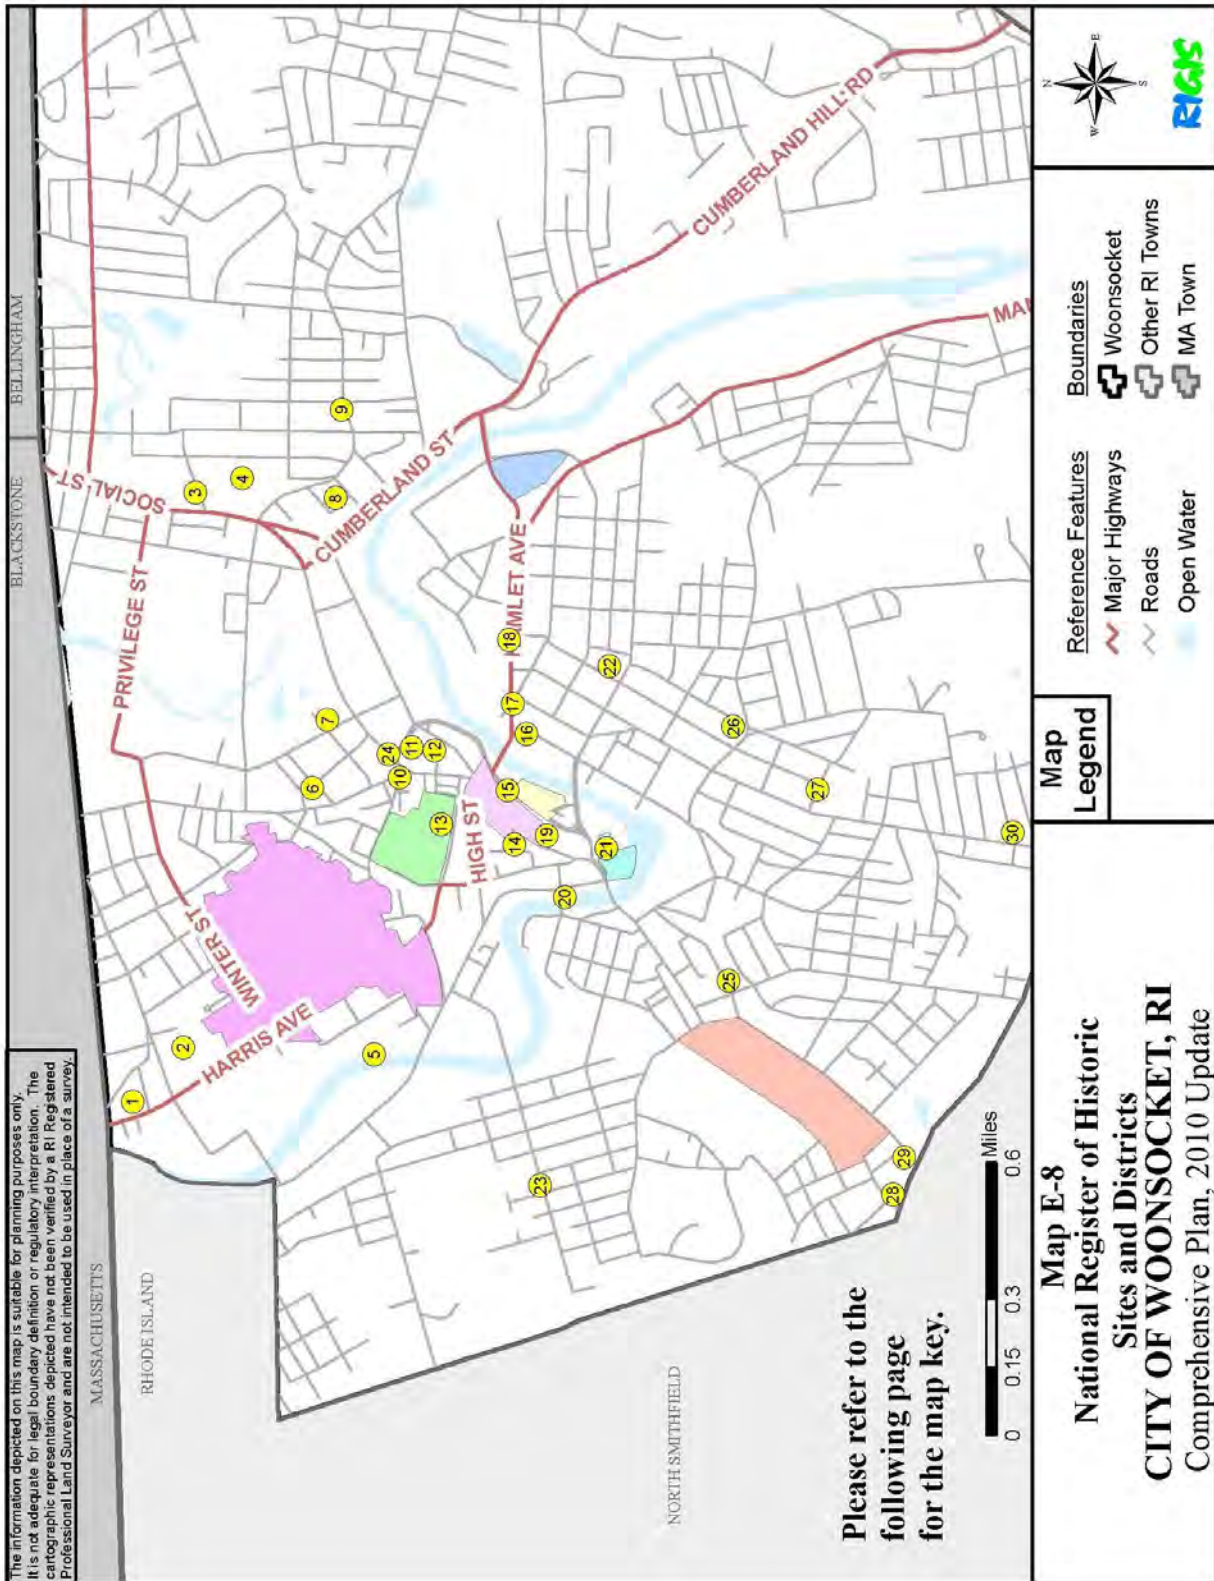 The information depicted on this map is suitable for planning purposes only.
It is not adequate for legal boundary definition or regulatory interpretation. The
cartographic representations depicted have not been verified by a RI Registered
Professional Land Surveyor and are not intended to be used in place of a survey.
MASSACHUSETTS
RHODE ISLAND
BLACKSTONE
BELLINGHAM
NORTH SMITHFIELD
PRIVILEGE ST
SOCIAL ST
WINTER ST
HARRIS AVE
CUMBERLAND ST
CUMBERLAND HILL RD
HIGH ST
MLET AVE
MAN
1
2
3
4
5
6
7
8
9
10
11
12
13
14
15
16
17
18
19
20
21
22
23
24
25
26
27
28
29
30
Please refer to the
following page
for the map key.
0 0.15 0.3 0.6
Miles
Map E-8
National Register of Historic
Sites and Districts
CITY OF WOONSOCKET, RI
Comprehensive Plan, 2010 Update
Map
Legend
Reference Features
Major Highways
Roads
Open Water
Boundaries
Woonsocket
Other RI Towns
MA Town
N
E
S
W
RIGIS